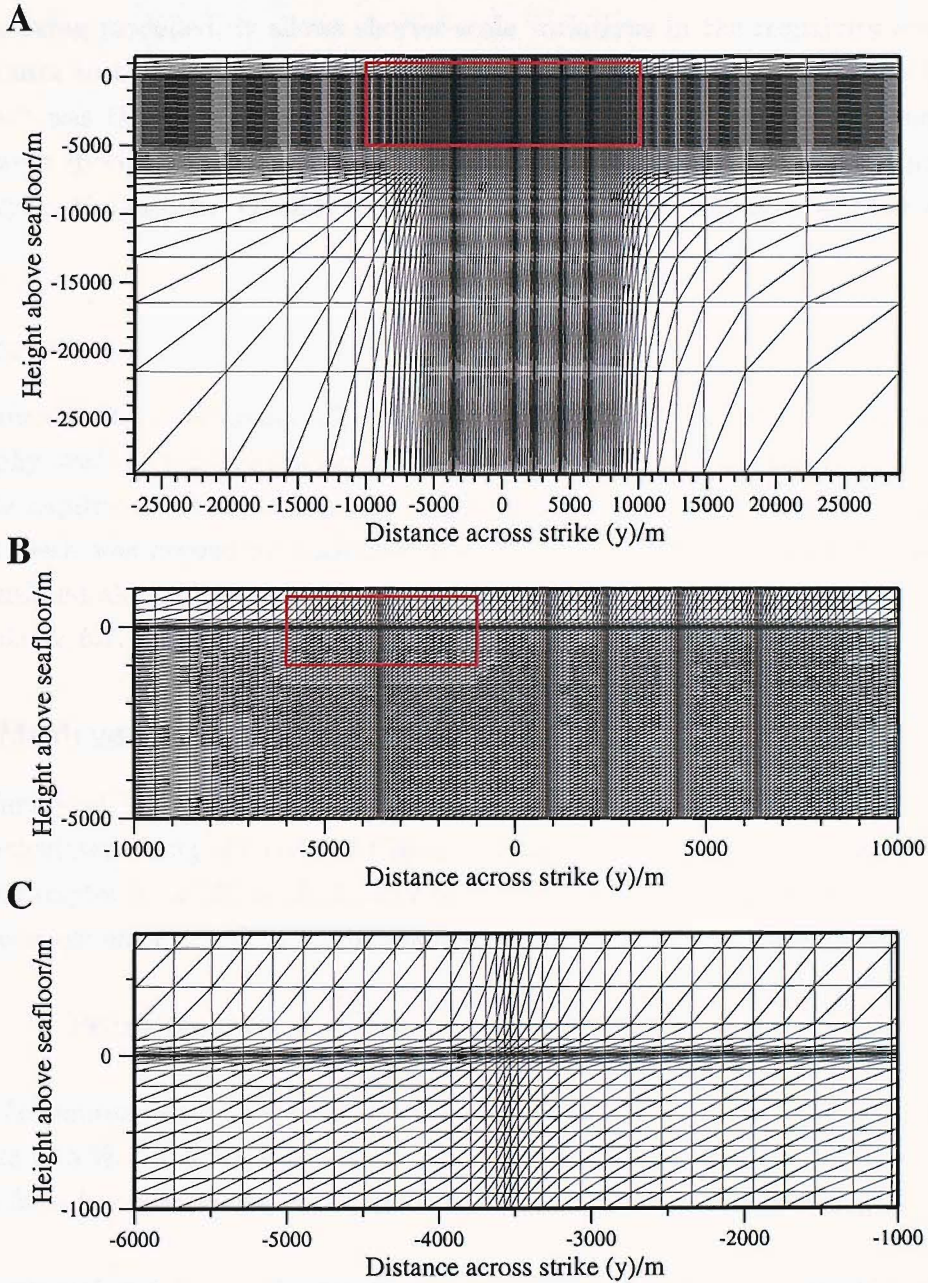 A
Height above seafloor/m
0
-5000
-10000
-15000
-20000
-25000
-25000 -20000 -15000 -10000 -5000 0 5000 10000 15000 20000 25000
Distance across strike (y)/m
B
Height above seafloor/m
0
-5000
-10000 -5000 0 5000 10000
Distance across strike (y)/m
C
Height above seafloor/m
0
-1000
-6000 -5000 -4000 -3000 -2000 -1000
Distance across strike (y)/m